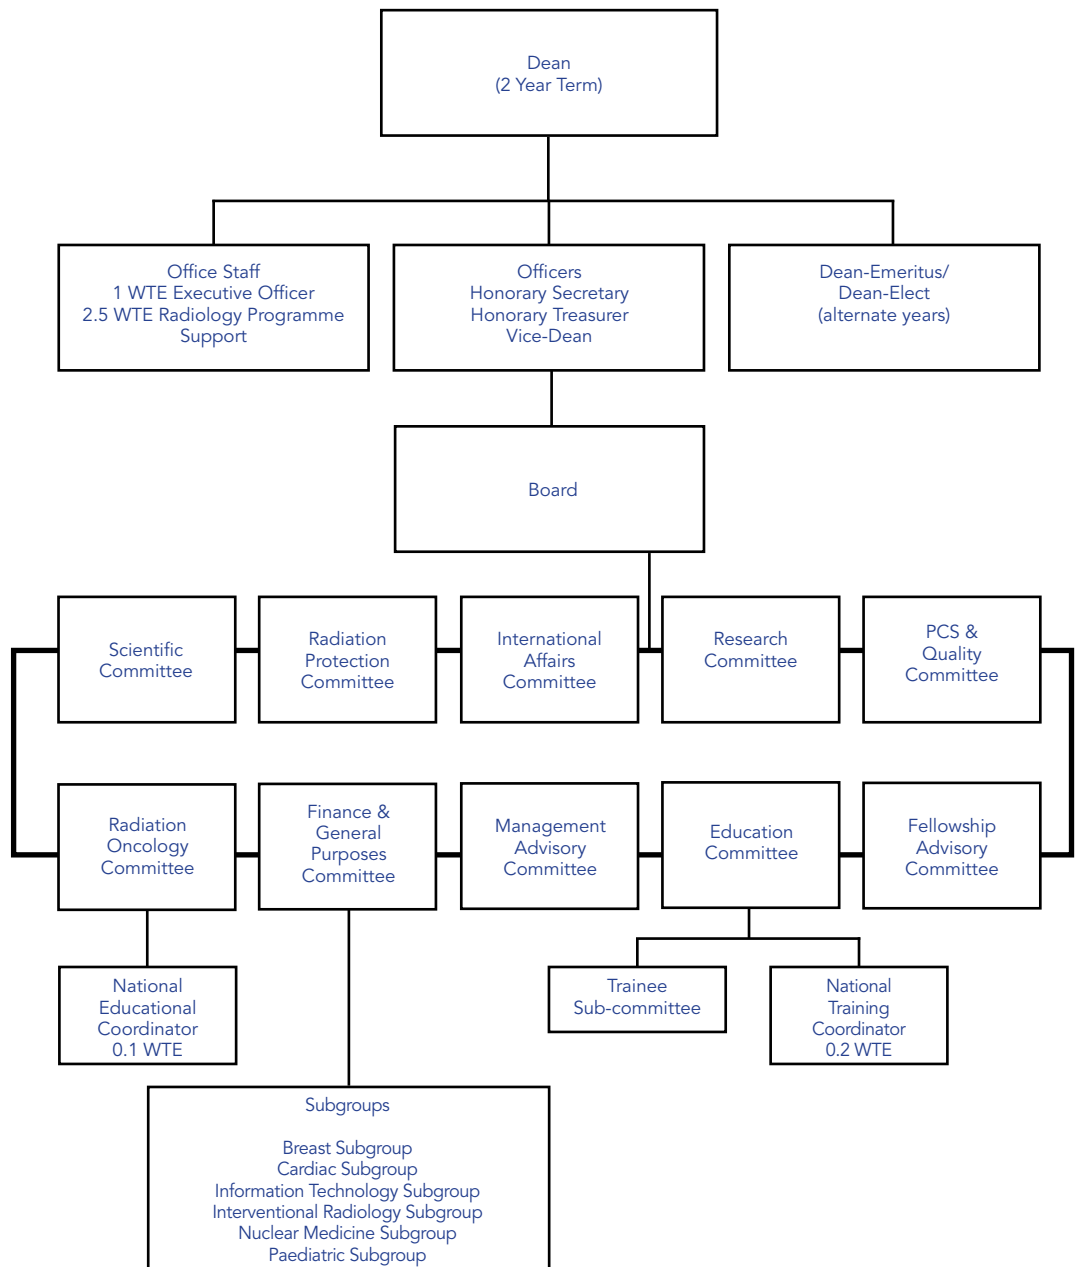 Dean
(2 Year Term)
Office Staff
1 WTE Executive Officer
2.5 WTE Radiology Programme
Support
Officers
Honorary Secretary
Honorary Treasurer
Vice-Dean
Dean-Emeritus/
Dean-Elect
(alternate years)
Board
Scientific
Committee
Radiation
Protection
Committee
International
Affairs
Committee
Research
Committee
PCS &
Quality
Committee
Radiation
Oncology
Committee
Finance &
General
Purposes
Committee
Management
Advisory
Committee
Education
Committee
Fellowship
Advisory
Committee
National
Educational
Coordinator
0.1 WTE
Trainee
Sub-committee
National
Training
Coordinator
0.2 WTE
Subgroups
Breast Subgroup
Cardiac Subgroup
Information Technology Subgroup
Interventional Radiology Subgroup
Nuclear Medicine Subgroup
Paediatric Subgroup